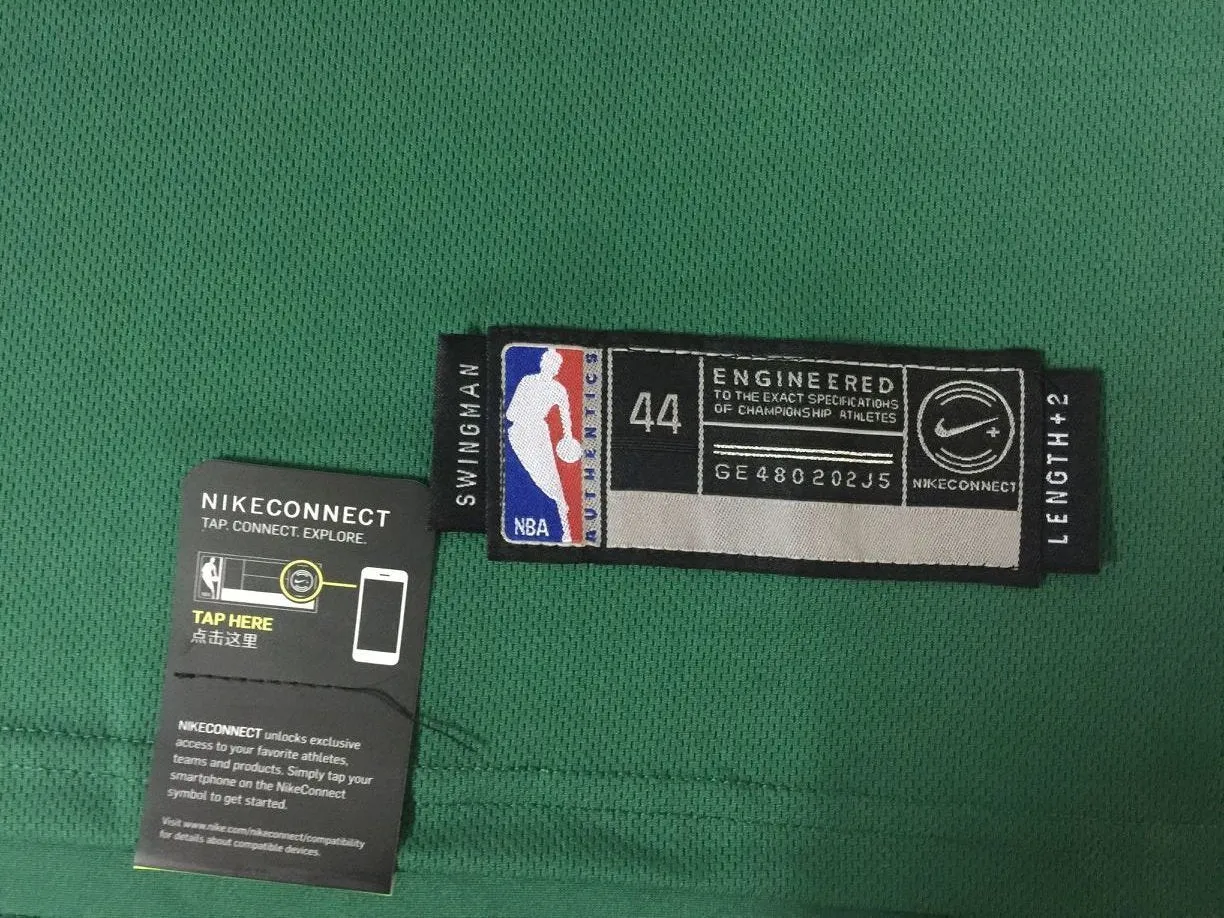 NIKECONNECT
TAP. CONNECT. EXPLORE.
TAP HERE
点击这里
NIKECONNECT unlocks exclusive
access to your favorite athletes,
teams and products. Simply tap your
smartphone on the NikeConnect
symbol to get started.
Visit www.nike.com/nikeconnect/compatibility
for details about compatible devices.
SWINGMAN
NBA
AUTHENTICS
44
ENGINEERED
TO THE EXACT SPECIFICATIONS
OF CHAMPIONSHIP ATHLETES
GE480202J5
NIKECONNECT
LENGTH+2